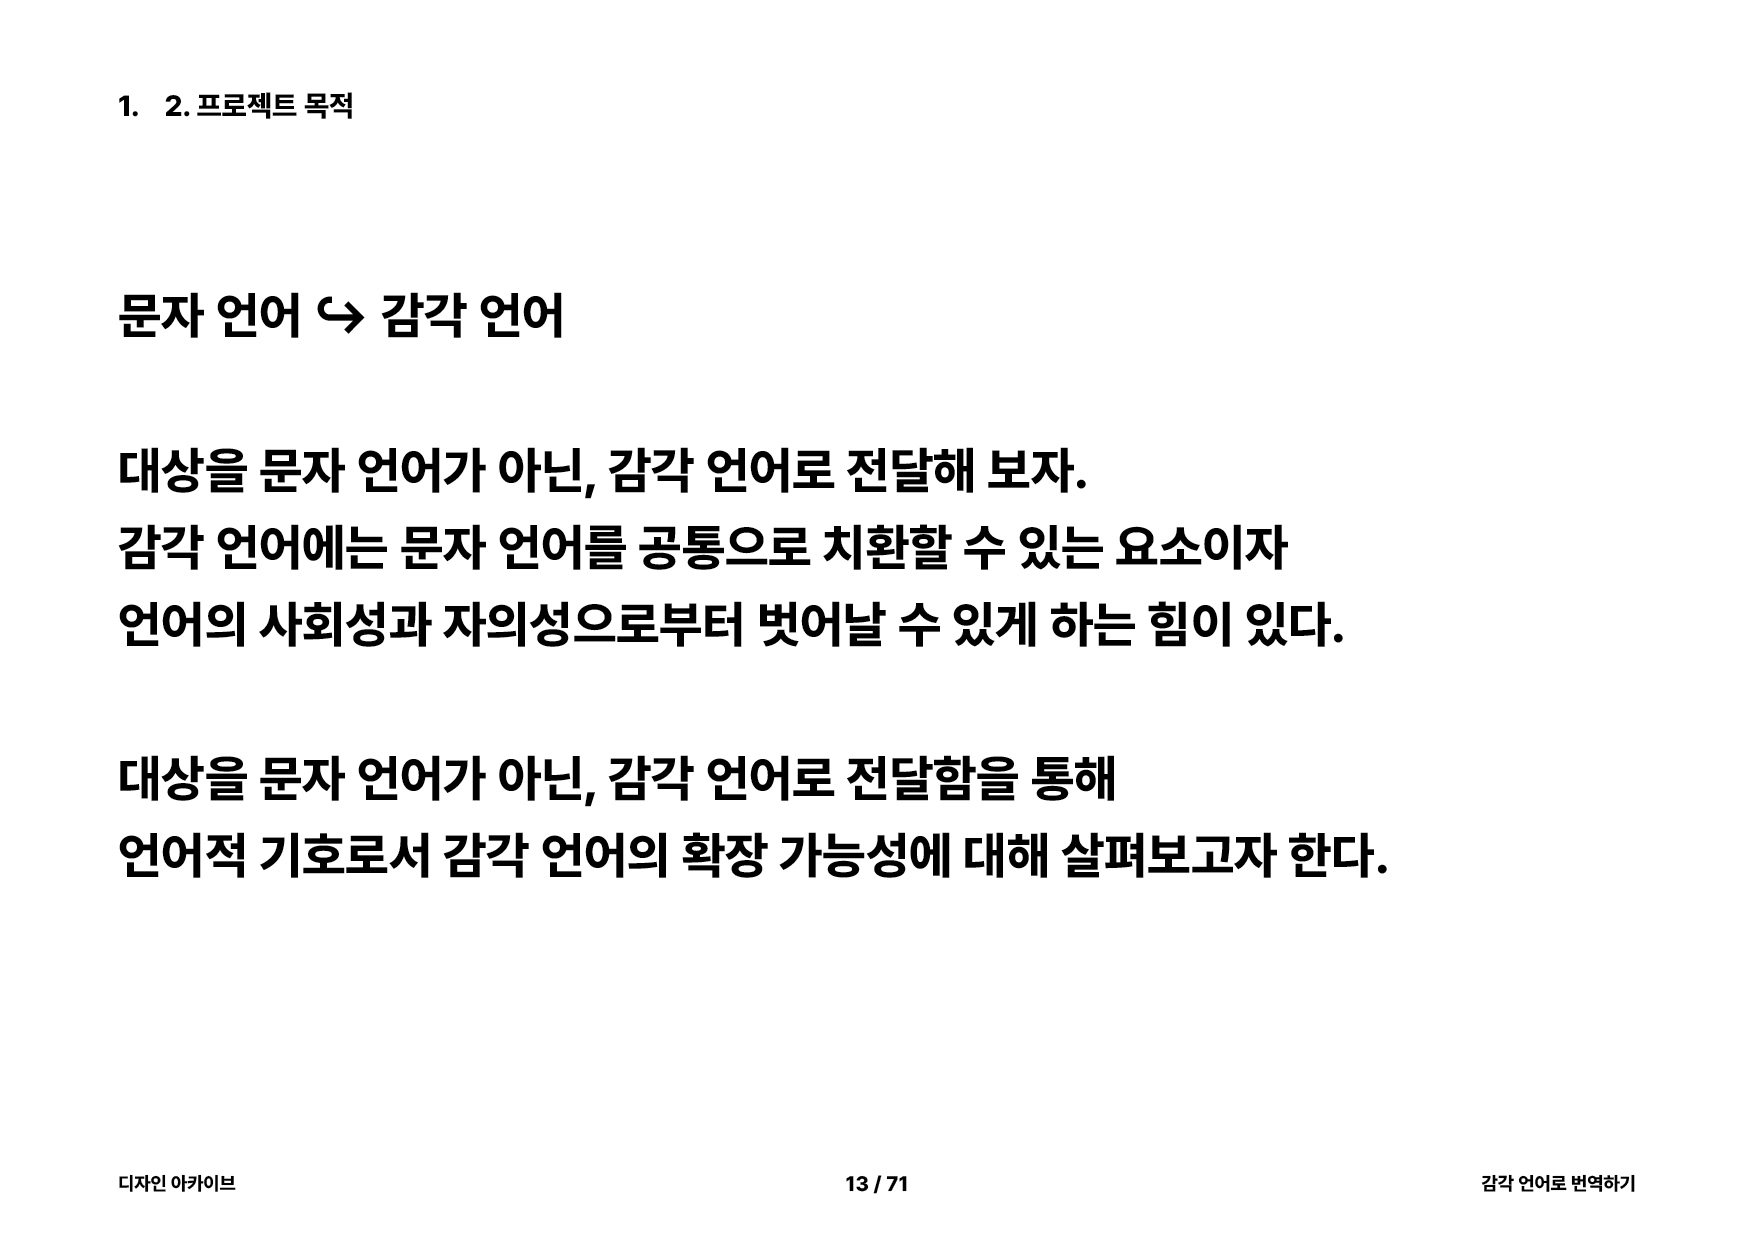 1. 2. 프로젝트 목적
문자 언어 ↪ 감각 언어
대상을 문자 언어가 아닌, 감각 언어로 전달해 보자.
감각 언어에는 문자 언어를 공통으로 치환할 수 있는 요소이자
언어의 사회성과 자의성으로부터 벗어날 수 있게 하는 힘이 있다.
대상을 문자 언어가 아닌, 감각 언어로 전달함을 통해
언어적 기호로서 감각 언어의 확장 가능성에 대해 살펴보고자 한다.
디자인 아카이브
13 / 71
감각 언어로 번역하기